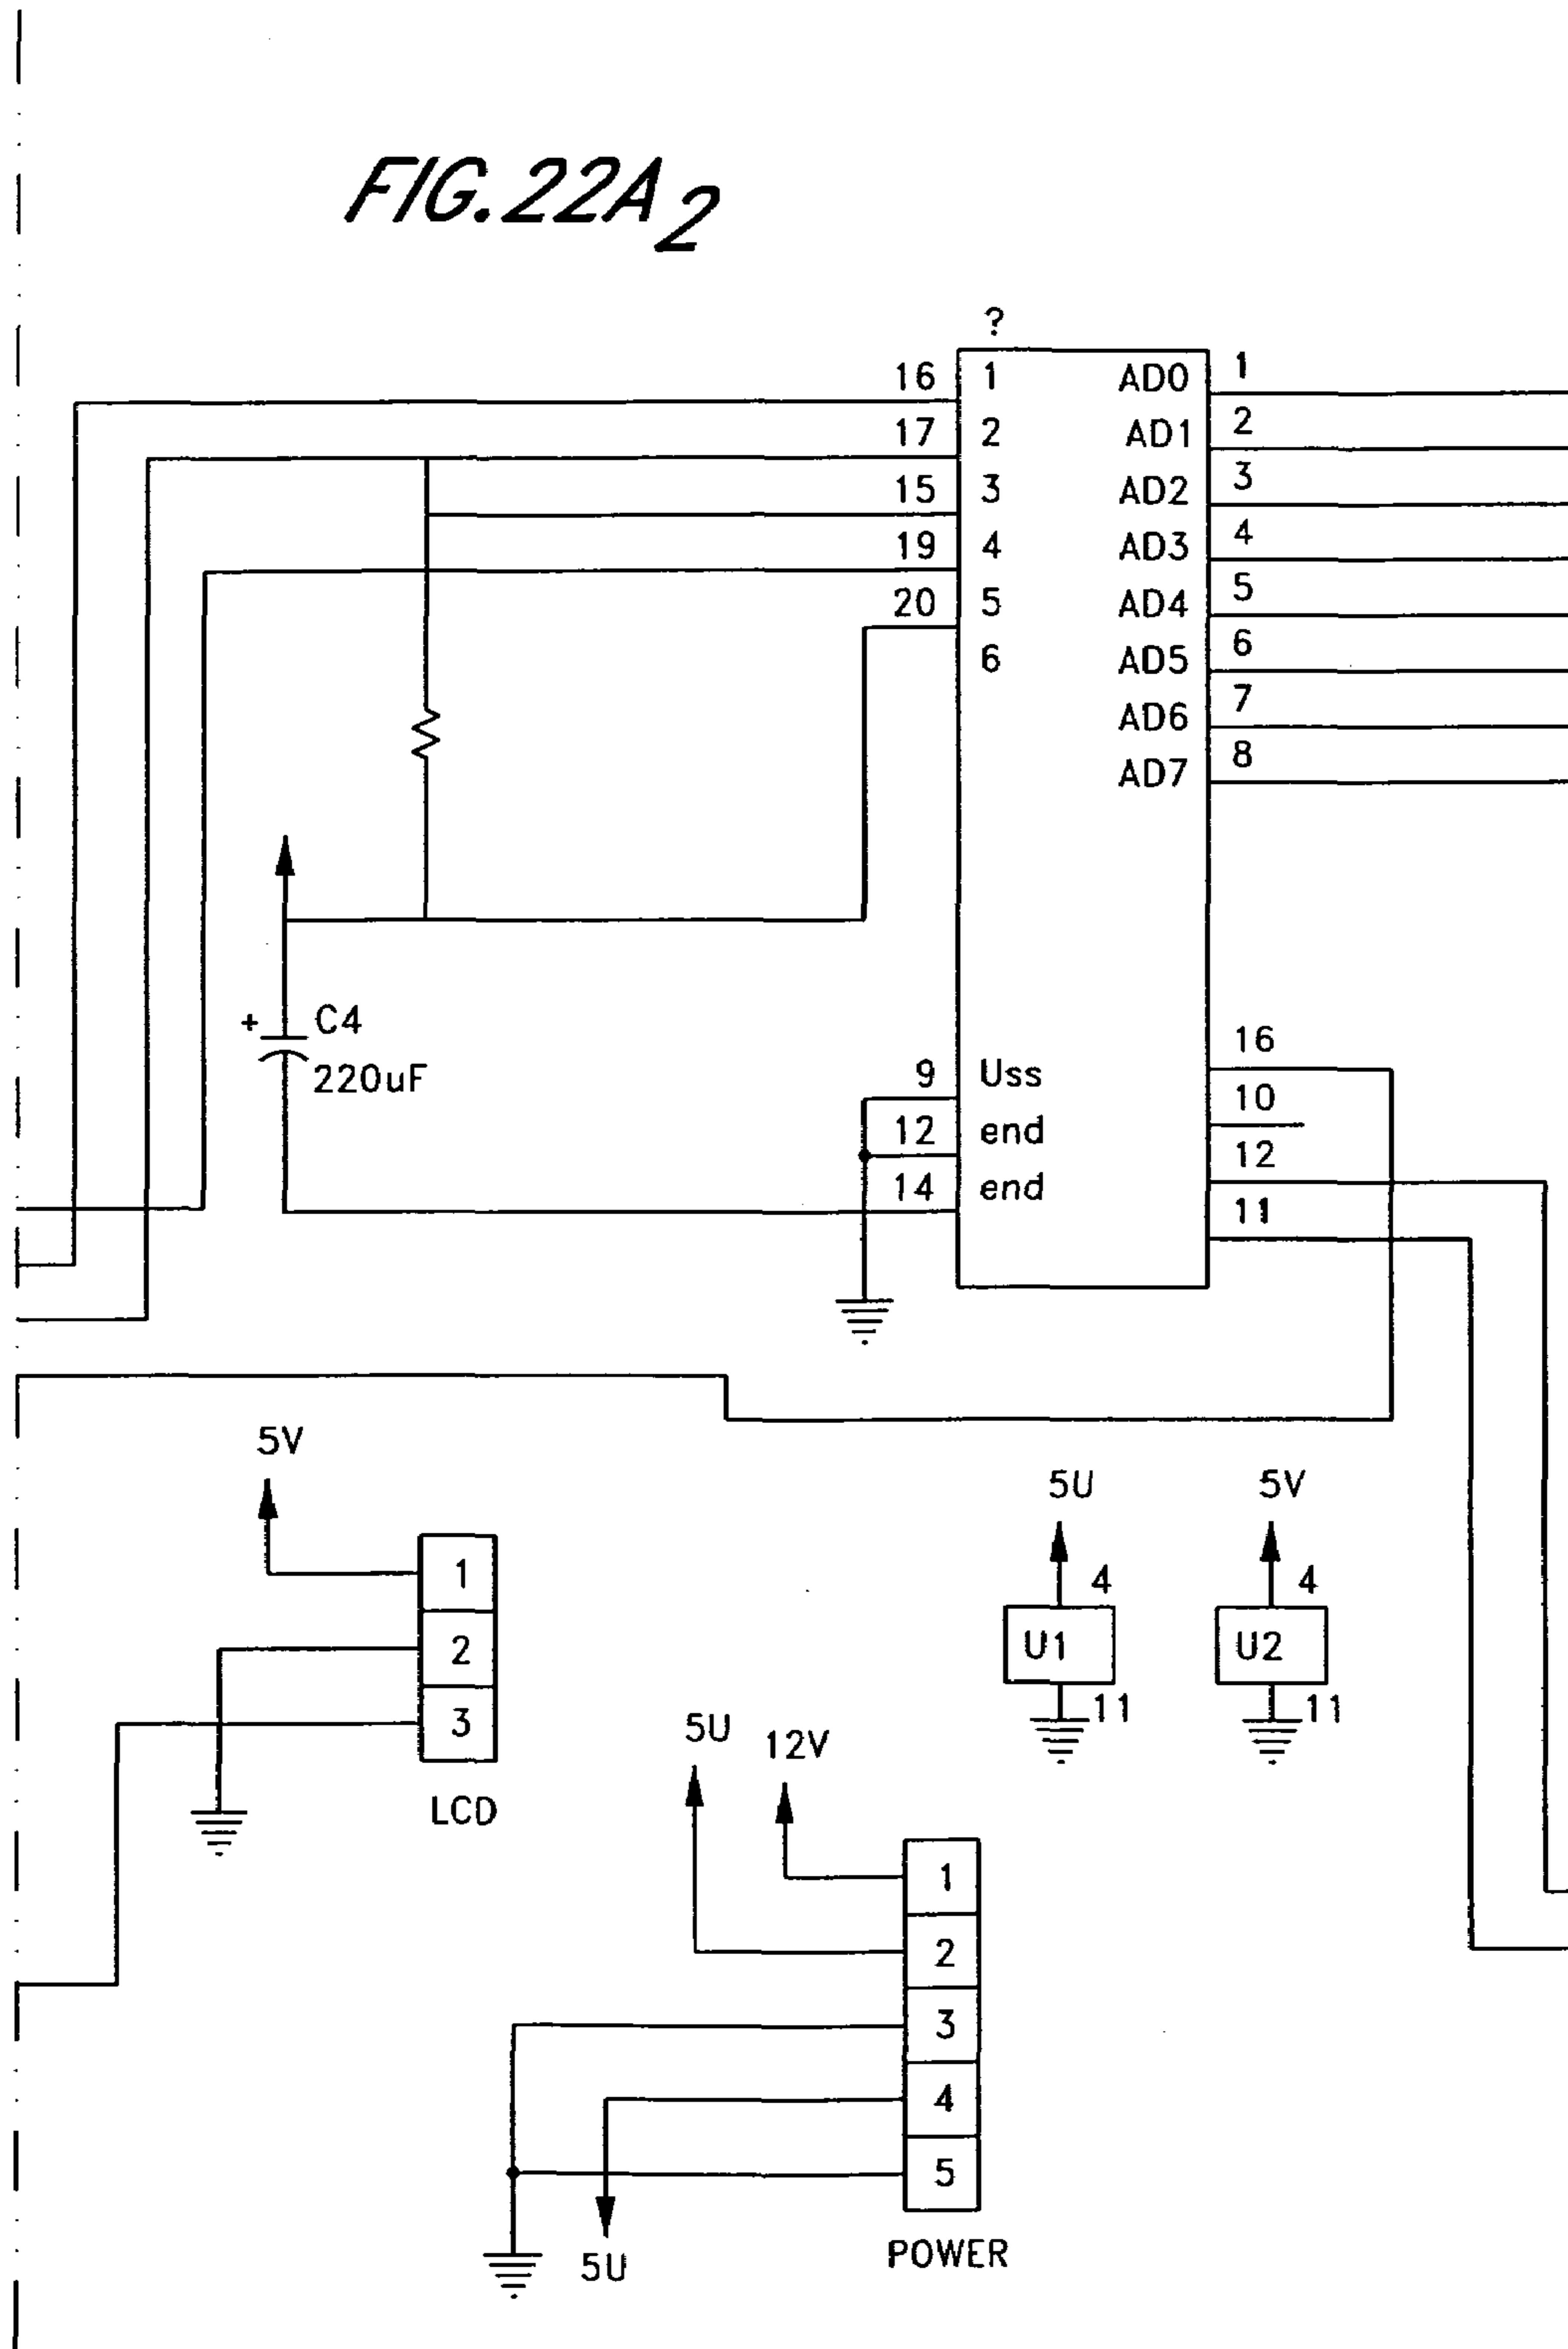 FIG.22A2
?
16 1 AD0 1
17 2 AD1 2
15 3 AD2 3
19 4 AD3 4
20 5 AD4 5
6 AD5 6
AD6 7
AD7 8
+ C4
220uF
16
9 Uss
10
12 end
12
14 end
11
5V
5U
5V
1
2
3
LCD
4
U1
11
4
U2
11
5U
12V
1
2
3
4
5
5U
POWER